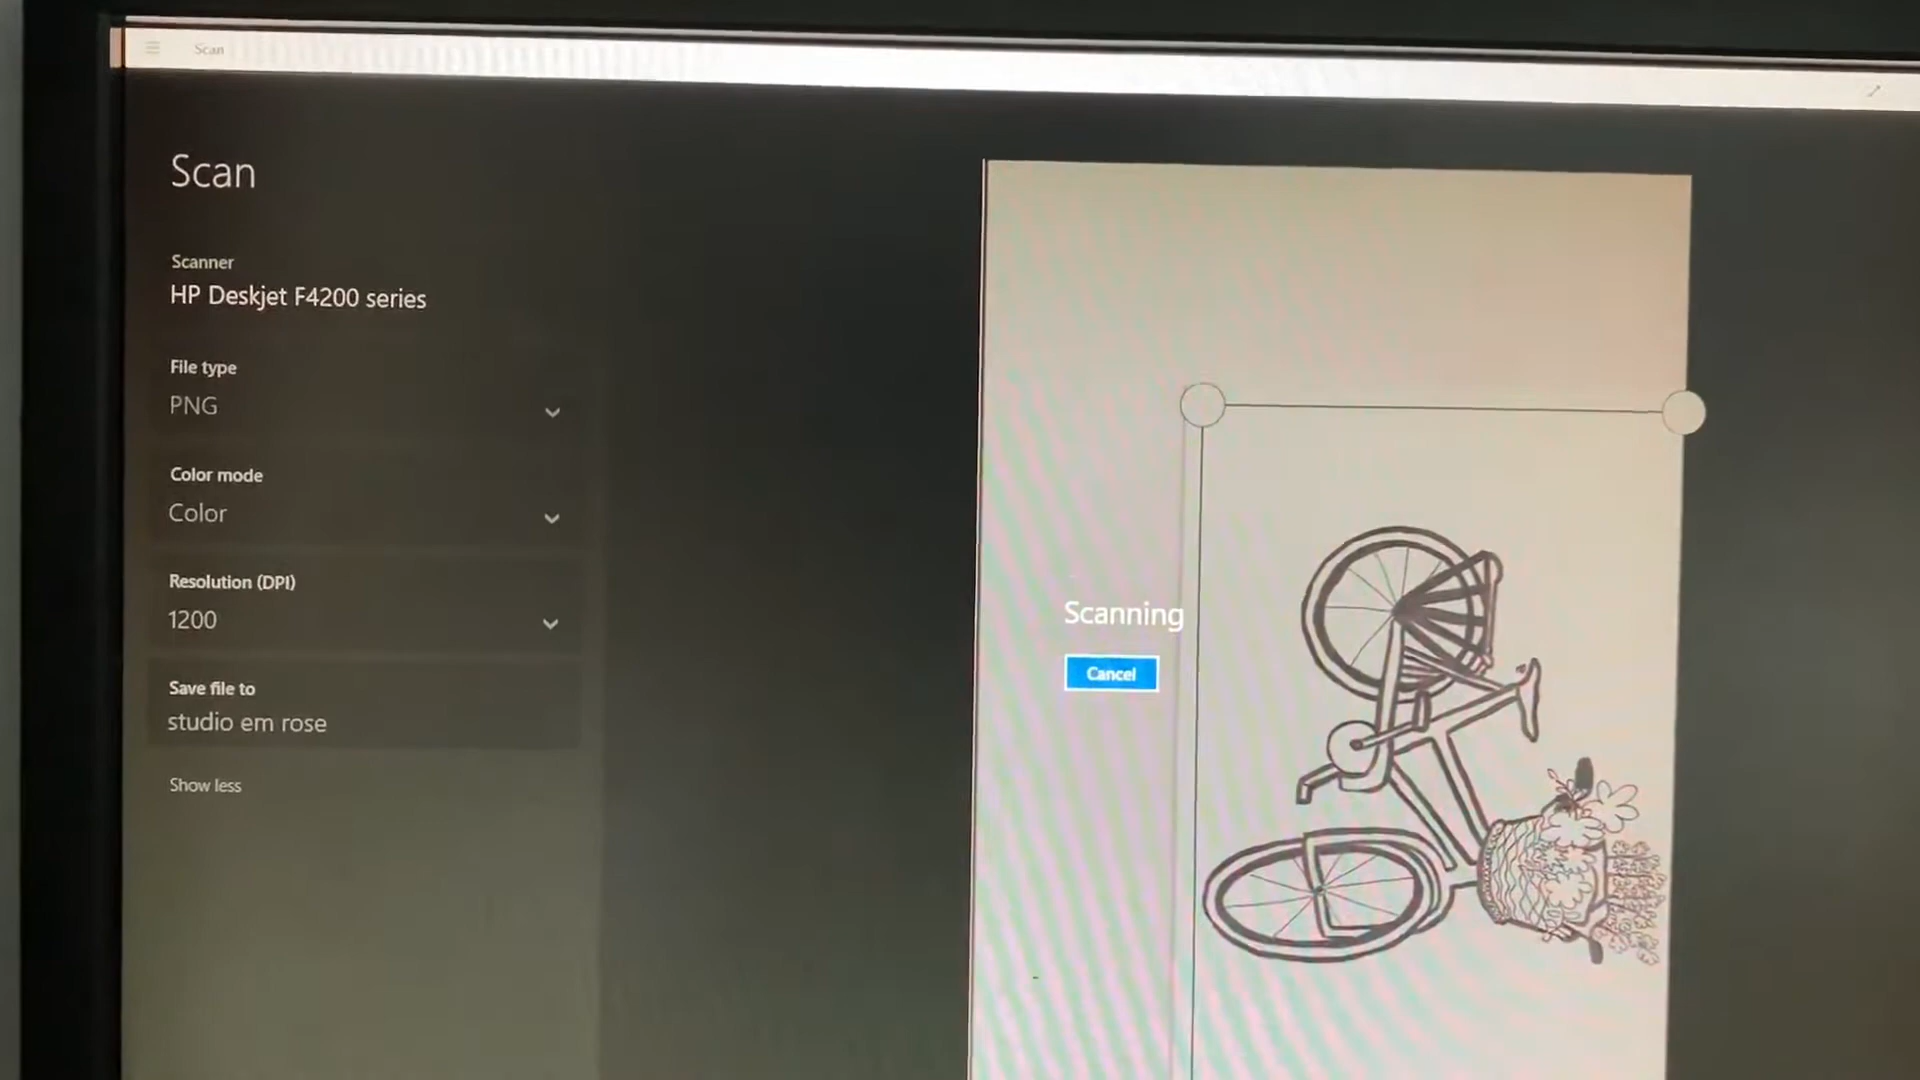 Scan
Scan
Scanner
HP Deskjet F4200 series
File type
PNG
Color mode
Color
Resolution (DPI)
1200
Save file to
studio em rose
Show less
Scanning
Cancel